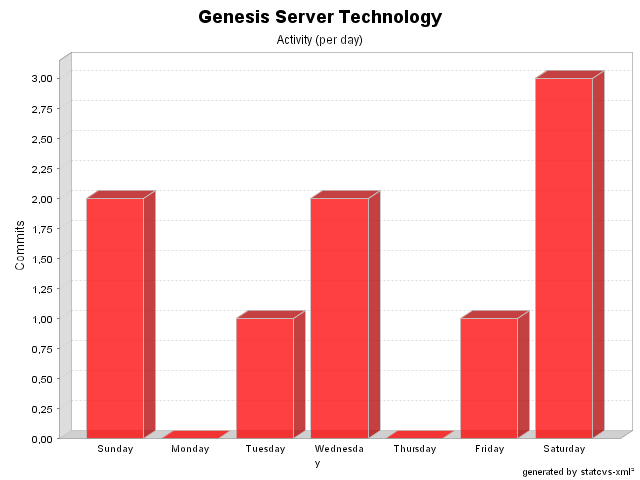 Genesis Server Technology
Activity (per day)
3,00
2,75
2,50
2,25
2,00
1,75
1,50
1,25
1,00
0,75
0,50
0,25
0,00
Commits
Sunday Monday Tuesday Wednesda Thursday Friday Saturday
y
generated by statcvs-xml²